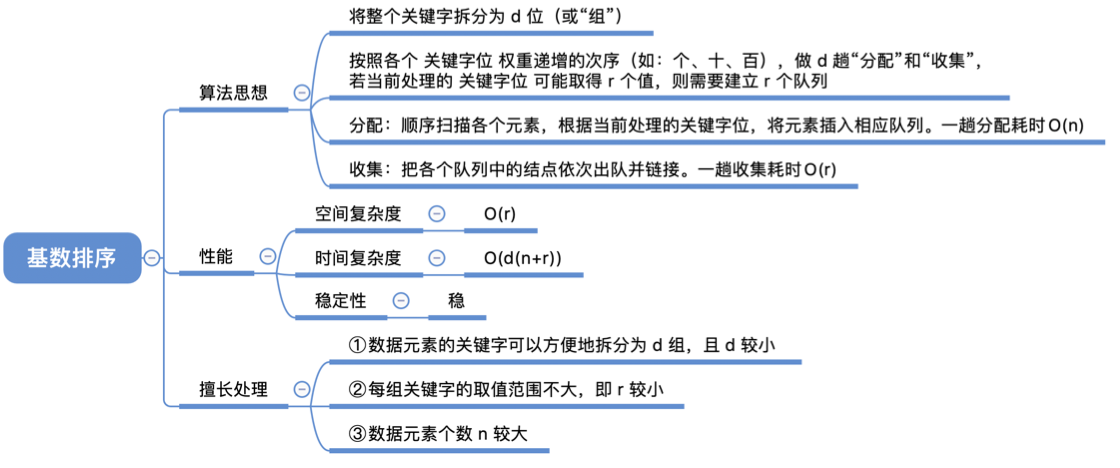 基数排序
算法思想
将整个关键字拆分为 d 位（或“组”）
按照各个 关键字位 权重递增的次序（如：个、十、百），做 d 趟“分配”和“收集”，
若当前处理的 关键字位 可能取得 r 个值，则需要建立 r 个队列
分配：顺序扫描各个元素，根据当前处理的关键字位，将元素插入相应队列。一趟分配耗时O(n)
收集：把各个队列中的结点依次出队并链接。一趟收集耗时O(r)
性能
空间复杂度
O(r)
时间复杂度
O(d(n+r))
稳定性
稳
擅长处理
①数据元素的关键字可以方便地拆分为 d 组，且 d 较小
②每组关键字的取值范围不大，即 r 较小
③数据元素个数 n 较大